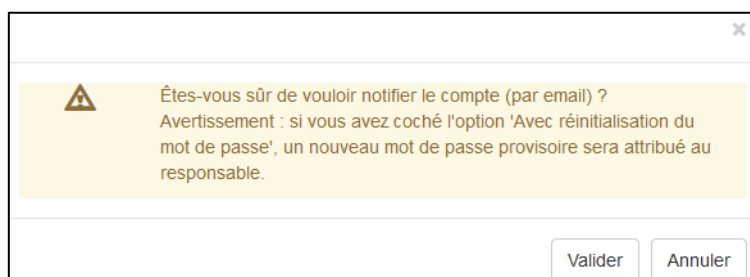 ×
Êtes-vous sûr de vouloir notifier le compte (par email) ?
Avertissement : si vous avez coché l'option 'Avec réinitialisation du
mot de passe', un nouveau mot de passe provisoire sera attribué au
responsable.
Valider Annuler